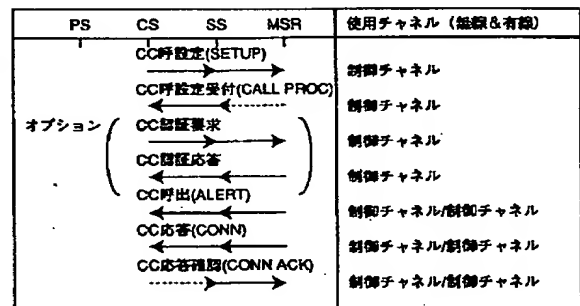 PS CS SS MSR 使用チャネル（無線＆有線）
CC呼設定(SETUP)
制御チャネル
CC呼設定受付(CALL PROC)
制御チャネル
オプション
CC認証要求
制御チャネル
CC認証応答
制御チャネル
CC呼出(ALERT)
制御チャネル/制御チャネル
CC応答(CONN)
制御チャネル/制御チャネル
CC応答確認(CONN ACK)
制御チャネル/制御チャネル